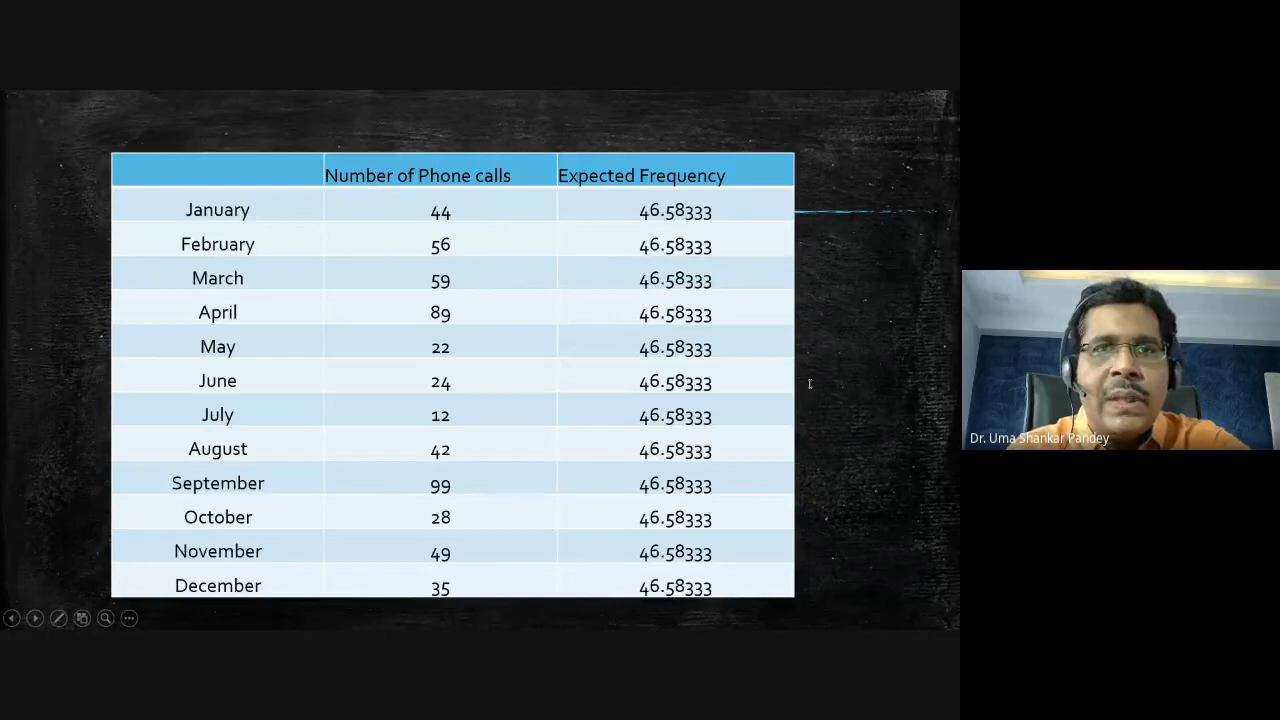 Number of Phone calls Expected Frequency
January 44 46.58333
February 56 46.58333
March 59 46.58333
April 89 46.58333
May 22 46.58333
June 24 46.58333
July 12 46.58333
August 42 46.58333
September 99 46.58333
October 28 46.58333
November 49 46.58333
December 35 46.58333
Dr. Uma Shankar Pandey